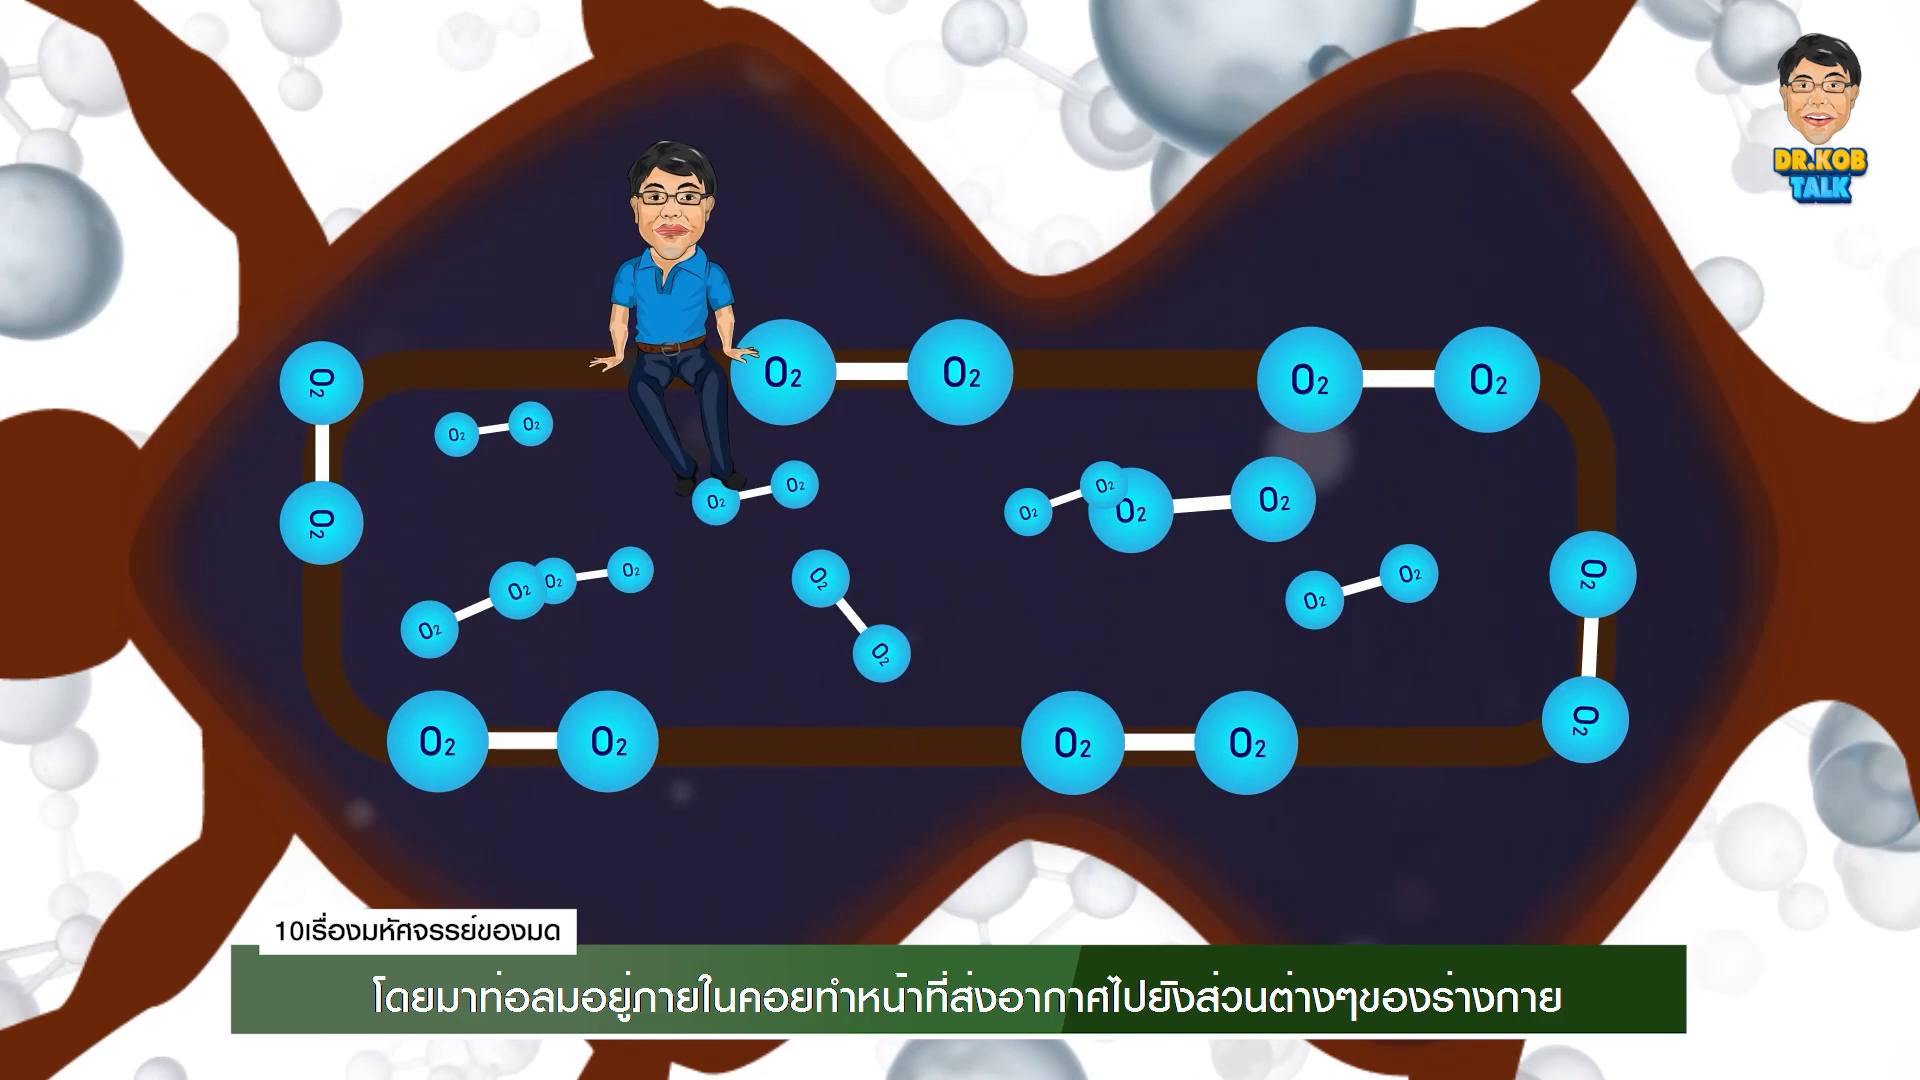 DR.KOB
TALK
O₂ O₂ O₂ O₂
O₂
O₂ O₂
O₂ O₂
O₂ O₂ O₂ O₂
O₂
O₂ O₂ O₂ O₂
O₂ O₂ O₂ O₂
O₂
O₂
O₂ O₂ O₂ O₂
10เรื่องมหัศจรรย์ของมด
โดยมาท่อลมอยู่ภายในคอยทำหน้าที่ส่งอากาศไปยังส่วนต่างๆของร่างกาย